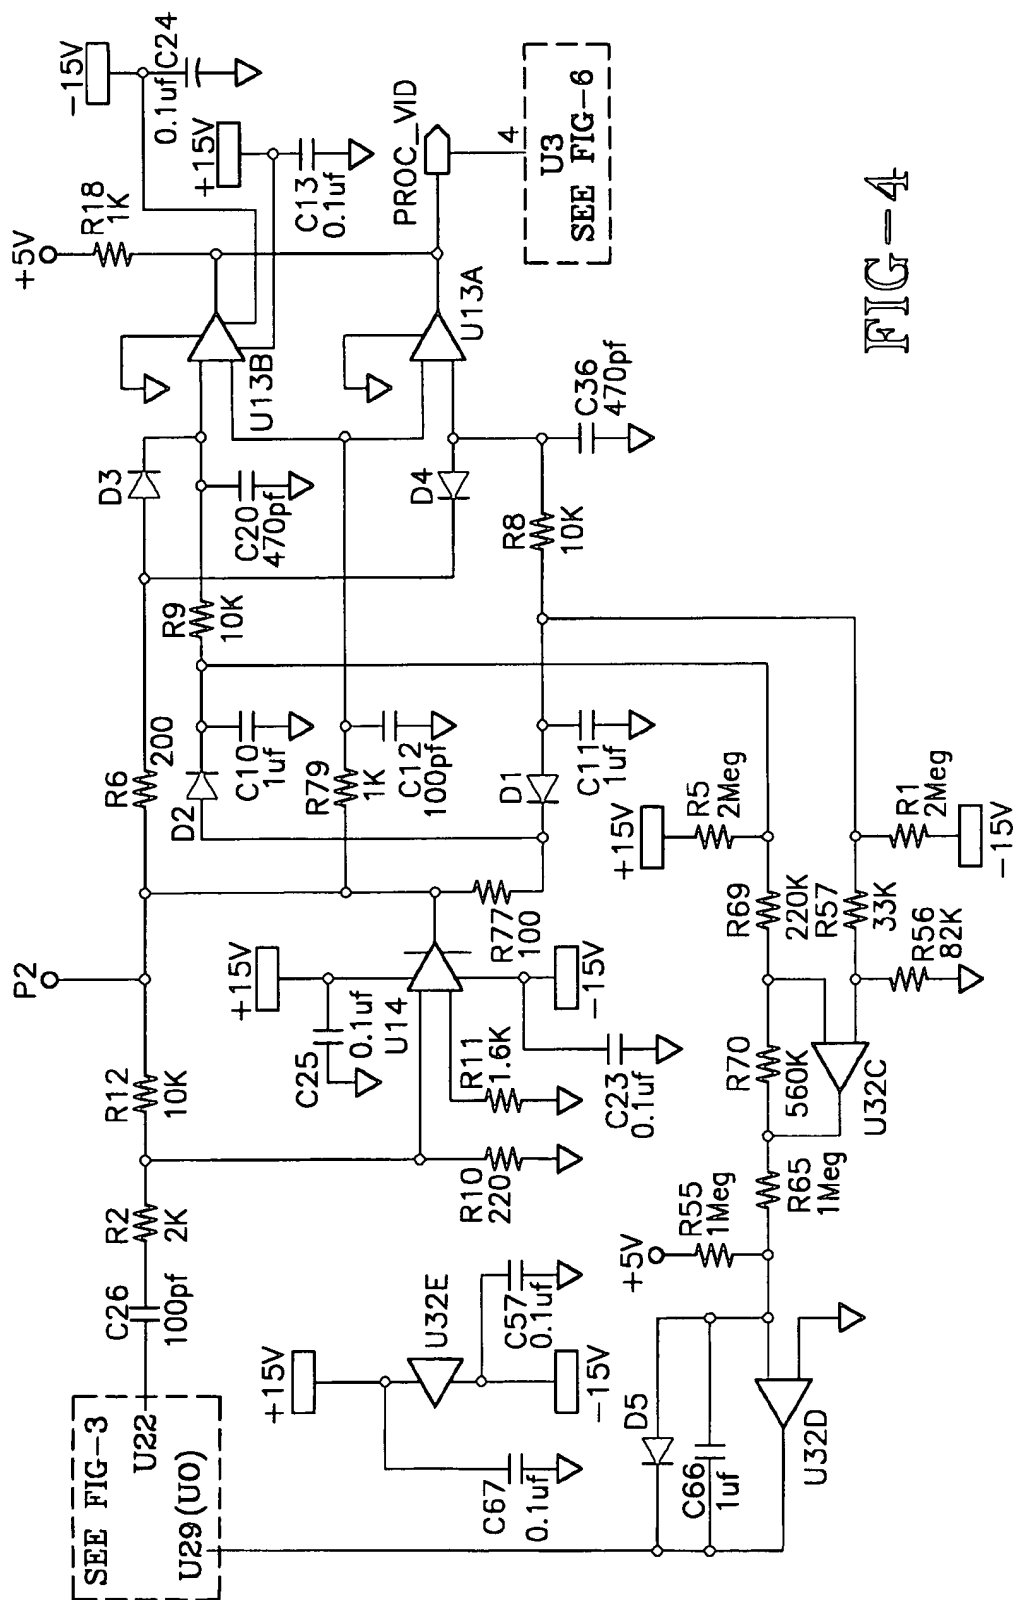 SEE FIG-3
U22
U29(U0)
C26
100pf
R2
2K
R12
10K
P2
R6
200
D3
+5V
R18
1K
-15V
0.1uf
C24
+15V
C13
0.1uf
PROC_VID
4
U3
SEE FIG-6
U13B
U13A
D2
C10
1uf
R9
10K
C20
470pf
R79
1K
C12
100pf
D4
D1
C11
1uf
R8
10K
C36
470pf
+15V
C25
0.1uf
U14
R11
1.6K
R10
220
C23
0.1uf
-15V
R77
100
+15V
U32E
C67
0.1uf
C57
0.1uf
-15V
+15V
R5
2Meg
R69
220K
R57
33K
R56
82K
R1
2Meg
-15V
R70
560K
U32C
R65
1Meg
R55
1Meg
+5V
D5
C66
1uf
U32D
FIG-4